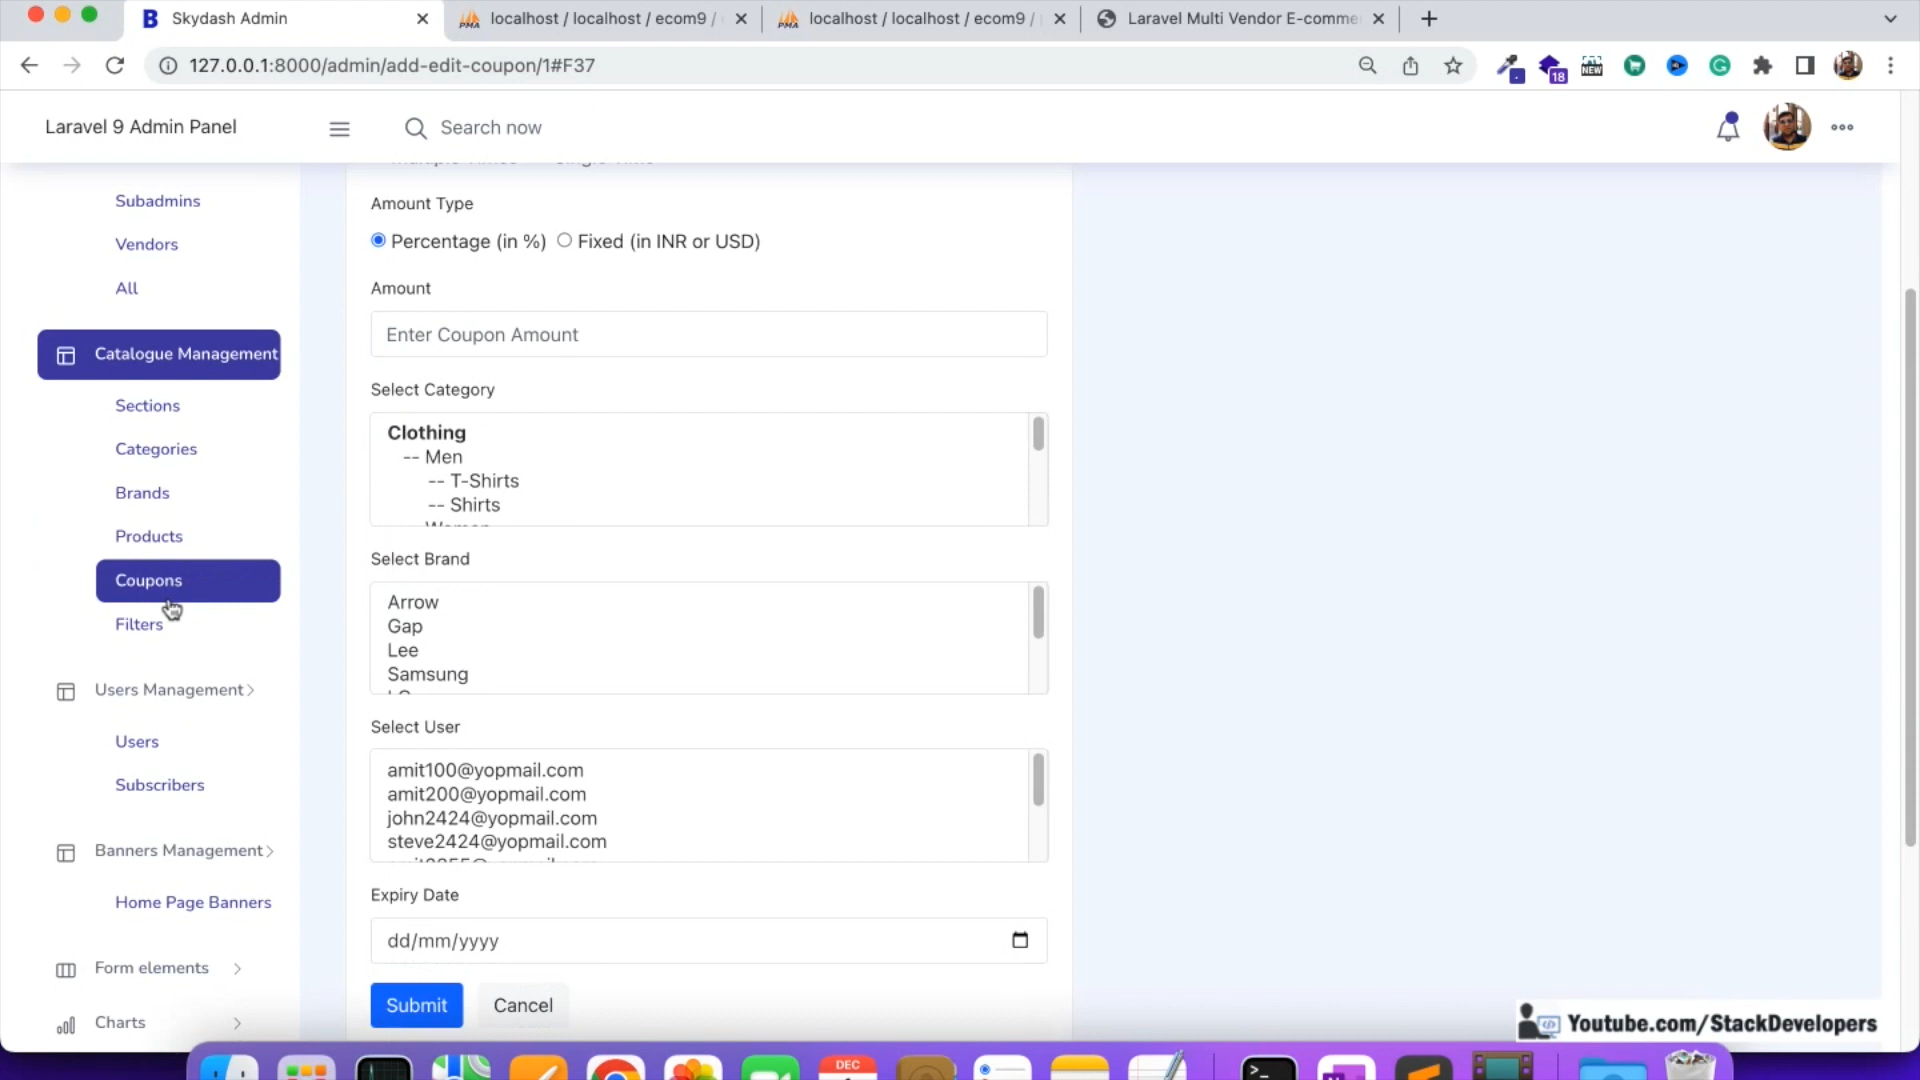 Skydash Admin
localhost / localhost / ecom9 /
localhost / localhost / ecom9 /
Laravel Multi Vendor E-comme
127.0.0.1:8000/admin/add-edit-coupon/1#F37
18
NEW
Laravel 9 Admin Panel
Search now
Subadmins
Vendors
All
Catalogue Management
Sections
Categories
Brands
Products
Coupons
Filters
Users Management
Users
Subscribers
Banners Management
Home Page Banners
Form elements
Charts
Amount Type
Percentage (in %) Fixed (in INR or USD)
Amount
Enter Coupon Amount
Select Category
Clothing
-- Men
-- T-Shirts
-- Shirts
Select Brand
Arrow
Gap
Lee
Samsung
Select User
amit100@yopmail.com
amit200@yopmail.com
john2424@yopmail.com
steve2424@yopmail.com
Expiry Date
dd/mm/yyyy
Submit Cancel
Youtube.com/StackDevelopers
DEC